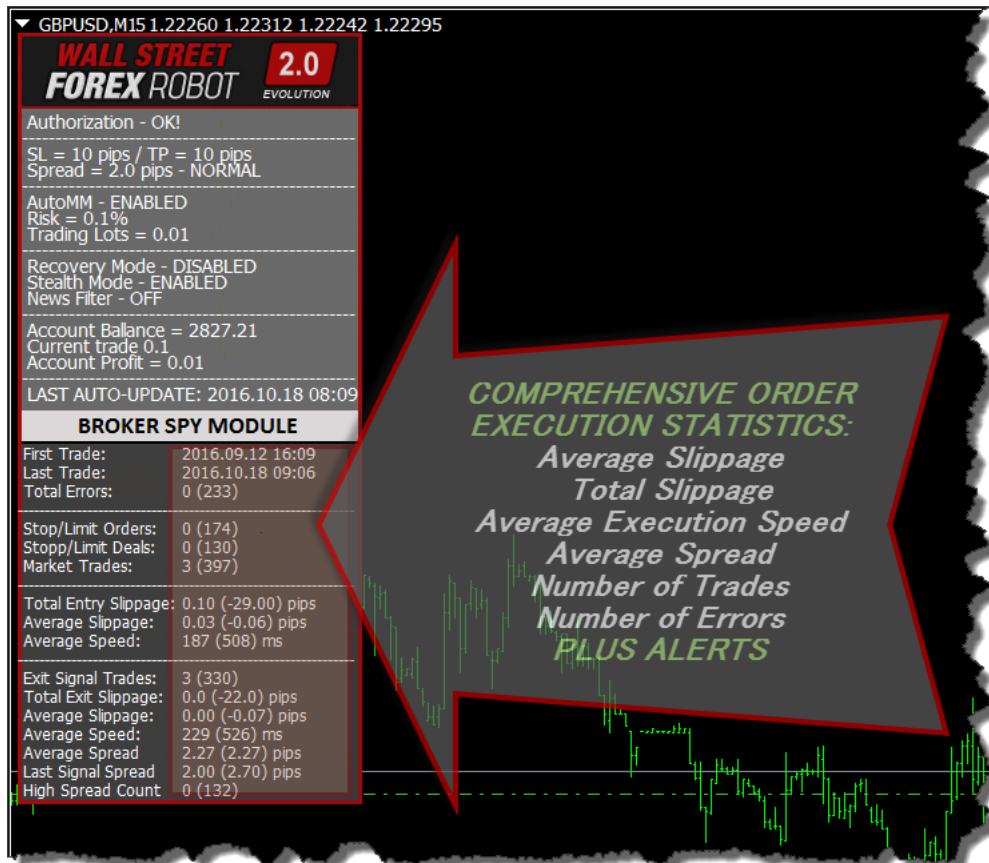 GBPUSD,M15 1.22260 1.22312 1.22242 1.22295
WALL STREET
FOREX ROBOT
2.0
EVOLUTION
Authorization - OK!
SL = 10 pips / TP = 10 pips
Spread = 2.0 pips - NORMAL
AutoMM - ENABLED
Risk = 0.1%
Trading Lots = 0.01
Recovery Mode - DISABLED
Stealth Mode - ENABLED
News Filter - OFF
Account Ballance = 2827.21
Current trade 0.1
Account Profit = 0.01
LAST AUTO-UPDATE: 2016.10.18 08:09
BROKER SPY MODULE
First Trade: 2016.09.12 16:09
Last Trade: 2016.10.18 09:06
Total Errors: 0 (233)
Stop/Limit Orders: 0 (174)
Stopp/Limit Deals: 0 (130)
Market Trades: 3 (397)
Total Entry Slippage: 0.10 (-29.00) pips
Average Slippage: 0.03 (-0.06) pips
Average Speed: 187 (508) ms
Exit Signal Trades: 3 (330)
Total Exit Slippage: 0.0 (-22.0) pips
Average Slippage: 0.00 (-0.07) pips
Average Speed: 229 (526) ms
Average Spread 2.27 (2.27) pips
Last Signal Spread 2.00 (2.70) pips
High Spread Count 0 (132)
COMPREHENSIVE ORDER
EXECUTION STATISTICS:
Average Slippage
Total Slippage
Average Execution Speed
Average Spread
Number of Trades
Number of Errors
PLUS ALERTS